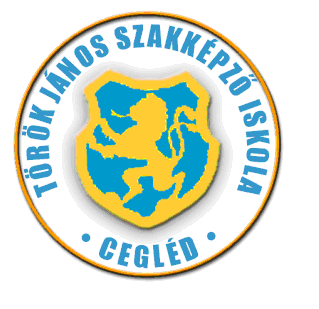 TÖRÖK JÁNOS SZAKKÉPZŐ ISKOLA
• CEGLÉD •